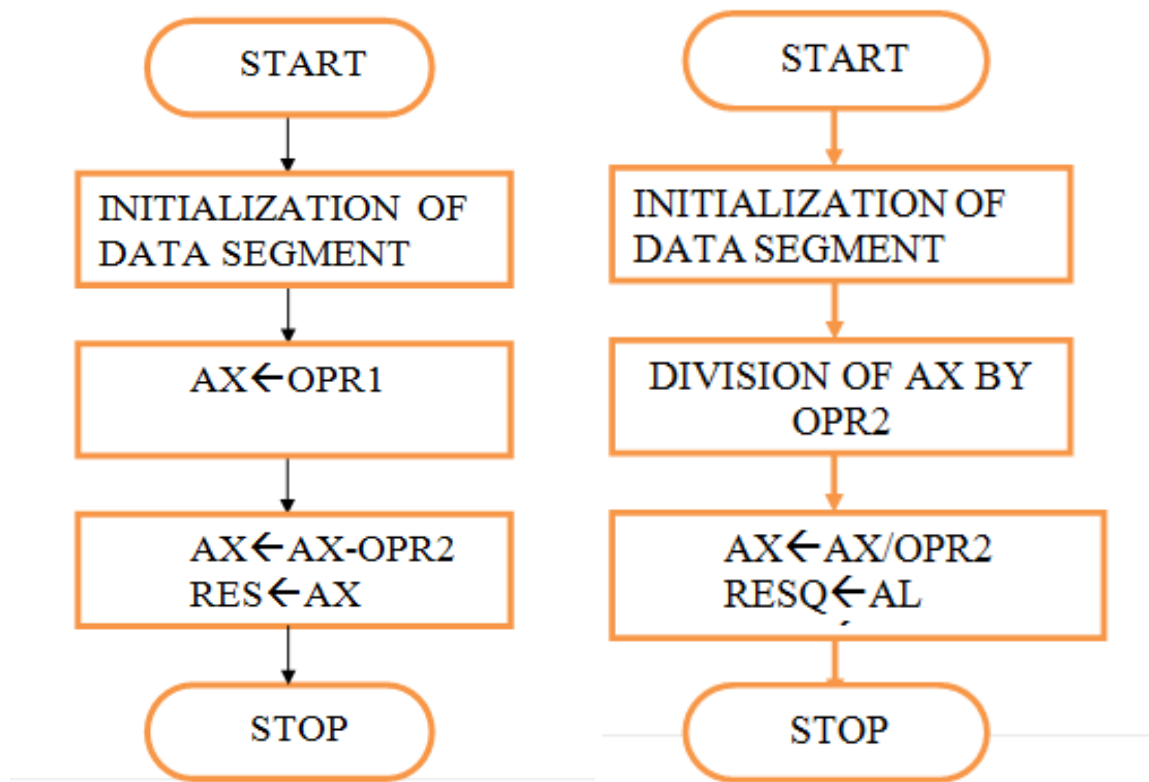 START
INITIALIZATION OF
DATA SEGMENT
AX←OPR1
AX←AX-OPR2
RES←AX
STOP
START
INITIALIZATION OF
DATA SEGMENT
DIVISION OF AX BY
OPR2
AX←AX/OPR2
RESQ←AL
STOP